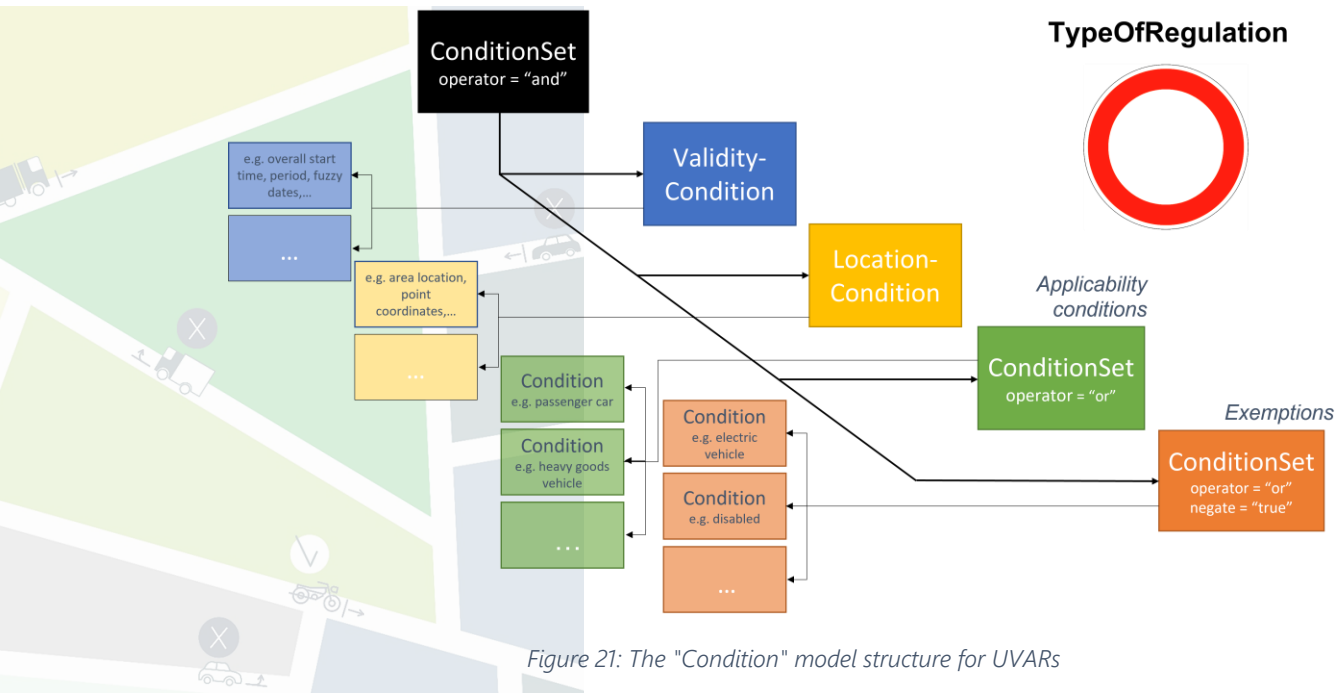 ConditionSet
operator = “and”
TypeOfRegulation
Validity-
Condition
e.g. overall start
time, period, fuzzy
dates,...
...
X
Location-
Condition
e.g. area location,
point
coordinates,...
...
X
Applicability
conditions
ConditionSet
operator = “or”
Condition
e.g. passenger car
Condition
e.g. heavy goods
vehicle
...
Exemptions
ConditionSet
operator = “or”
negate = “true”
Condition
e.g. electric
vehicle
Condition
e.g. disabled
...
V
X
Figure 21: The "Condition" model structure for UVARs